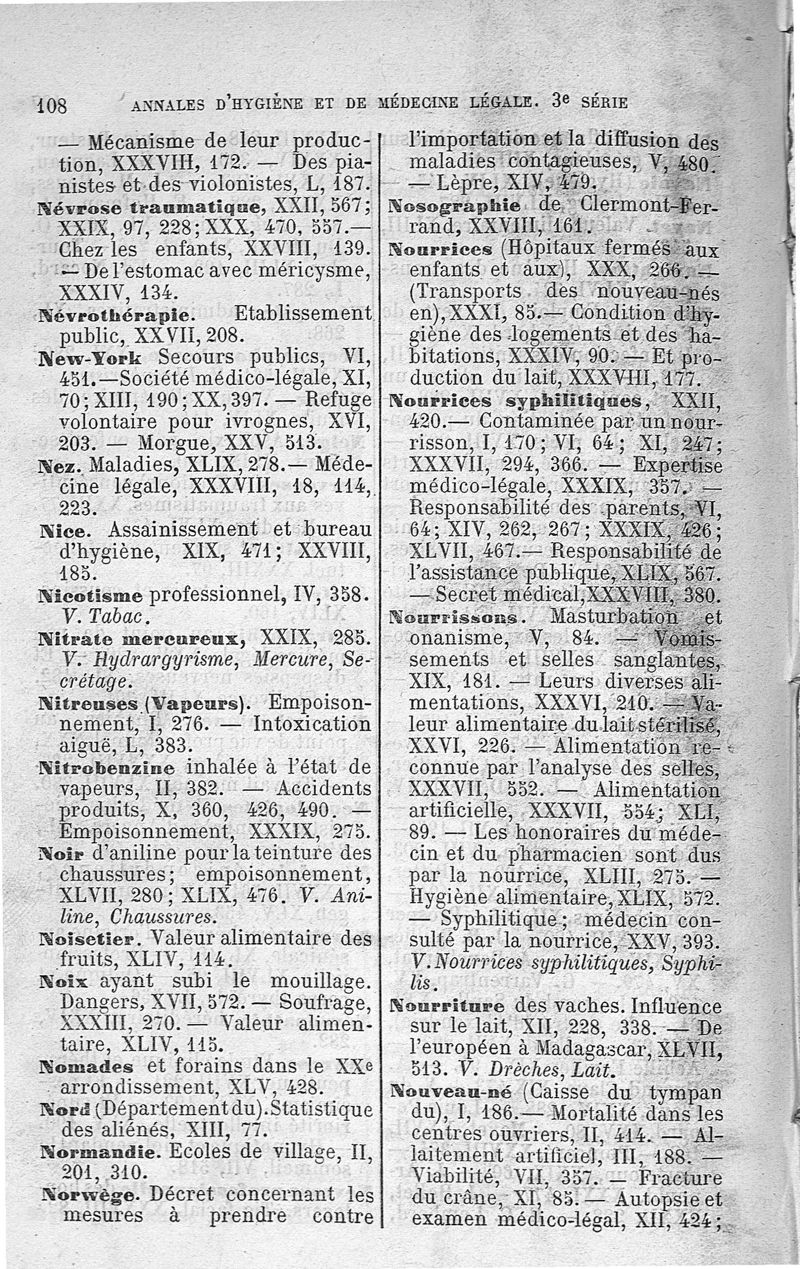 108 ANNALES D'HYGIÈNE ET DE MÉDECINE LÉGALE. 3e SÉRIE
— Mécanisme de leur produc-
tion, XXXVIII, 172. — Des pia-
nistes et des violonistes, L, 187.
Névrose traumatique, XXII, 567;
XXIX, 97, 228; XXX, 470, 557.—
Chez les enfants, XXVIII, 139.
— De l'estomac avec mérycisme,
XXXIV, 134.
Névrothérapie. Etablissement
public, XXVII, 208.
New-York Secours publics, VI,
451.—Société médico-légale, XI,
70; XIII, 190; XX, 397. — Refuge
volontaire pour ivrognes, XVI,
203. — Morgue, XXV, 513.
Nez. Maladies, XLIX, 278.— Méde-
cine légale, XXXVIII, 18, 114,
223.
Nice. Assainissement et bureau
d'hygiène, XIX, 471; XXVIII,
185.
Nicotisme professionnel, IV, 358.
V. Tabac.
Nitrate mercureux, XXIX, 285.
V. Hydrargyrisme, Mercure, Se-
crétage.
Nitreuses (Vapeurs). Empoison-
nement, I, 276. — Intoxication
aiguë, L, 383.
Nitrobenzine inhalée à l'état de
vapeurs, II, 382. — Accidents
produits, X, 360, 426, 490. —
Empoisonnement, XXXIX, 275.
Noir d'aniline pour la teinture des
chaussures; empoisonnement,
XLVII, 280; XLIX, 476. V. Ani-
line, Chaussures.
Noisetier. Valeur alimentaire des
fruits, XLIV, 114.
Noix ayant subi le mouillage.
Dangers, XVII, 572. — Soufrage,
XXXIII, 270. — Valeur alimen-
taire, XLIV, 115.
Nomades et forains dans le XXe
arrondissement, XLV, 428.
Nord (Département du). Statistique
des aliénés, XIII, 77.
Normandie. Ecoles de village, II,
201, 310.
Norwège. Décret concernant les
mesures à prendre contre
l'importation et la diffusion des
maladies contagieuses, V, 480.
— Lèpre, XIV, 479.
Nosographie de Clermont-Fer-
rand, XXVIII, 161.
Nourrices (Hôpitaux fermés aux
enfants et aux), XXX, 266. —
(Transports des nouveau-nés
en), XXXI, 85.— Condition d'hy-
giène des logements et des ha-
bitations, XXXIV, 90. — Et pro-
duction du lait, XXXVIII, 177.
Nourrices syphilitiques, XXII,
420.— Contaminée par un nour-
risson, I, 170; VI, 64; XI, 247;
XXXVII, 294, 366. — Expertise
médico-légale, XXXIX, 357. —
Responsabilité des parents, VI,
64; XIV, 262, 267; XXXIX, 426;
XLVII, 467.— Responsabilité de
l'assistance publique, XLIX, 567.
— Secret médical, XXXVIII, 380.
Nourrissons. Masturbation et
onanisme, V, 84. — Vomis-
sements et selles sanglantes,
XIX, 181. — Leurs diverses ali-
mentations, XXXVI, 240. — Va-
leur alimentaire du lait stérilisé,
XXVI, 226. — Alimentation re-
connue par l'analyse des selles,
XXXVII, 552. — Alimentation
artificielle, XXXVII, 554; XLI,
89. — Les honoraires du méde-
cin et du pharmacien sont dus
par la nourrice, XLIII, 275. —
Hygiène alimentaire, XLIX, 572.
— Syphilitique; médecin con-
sulté par la nourrice, XXV, 393.
V. Nourrices syphilitiques, Syphi-
lis.
Nourriture des vaches. Influence
sur le lait, XII, 228, 338. — De
l'européen à Madagascar, XLVII,
513. V. Drèches, Lait.
Nouveau-né (Caisse du tympan
du), I, 186.— Mortalité dans les
centres ouvriers, II, 414. — Al-
laitement artificiel, III, 188. —
Viabilité, VII, 357. — Fracture
du crâne, XI, 85. — Autopsie et
examen médico-légal, XII, 424;